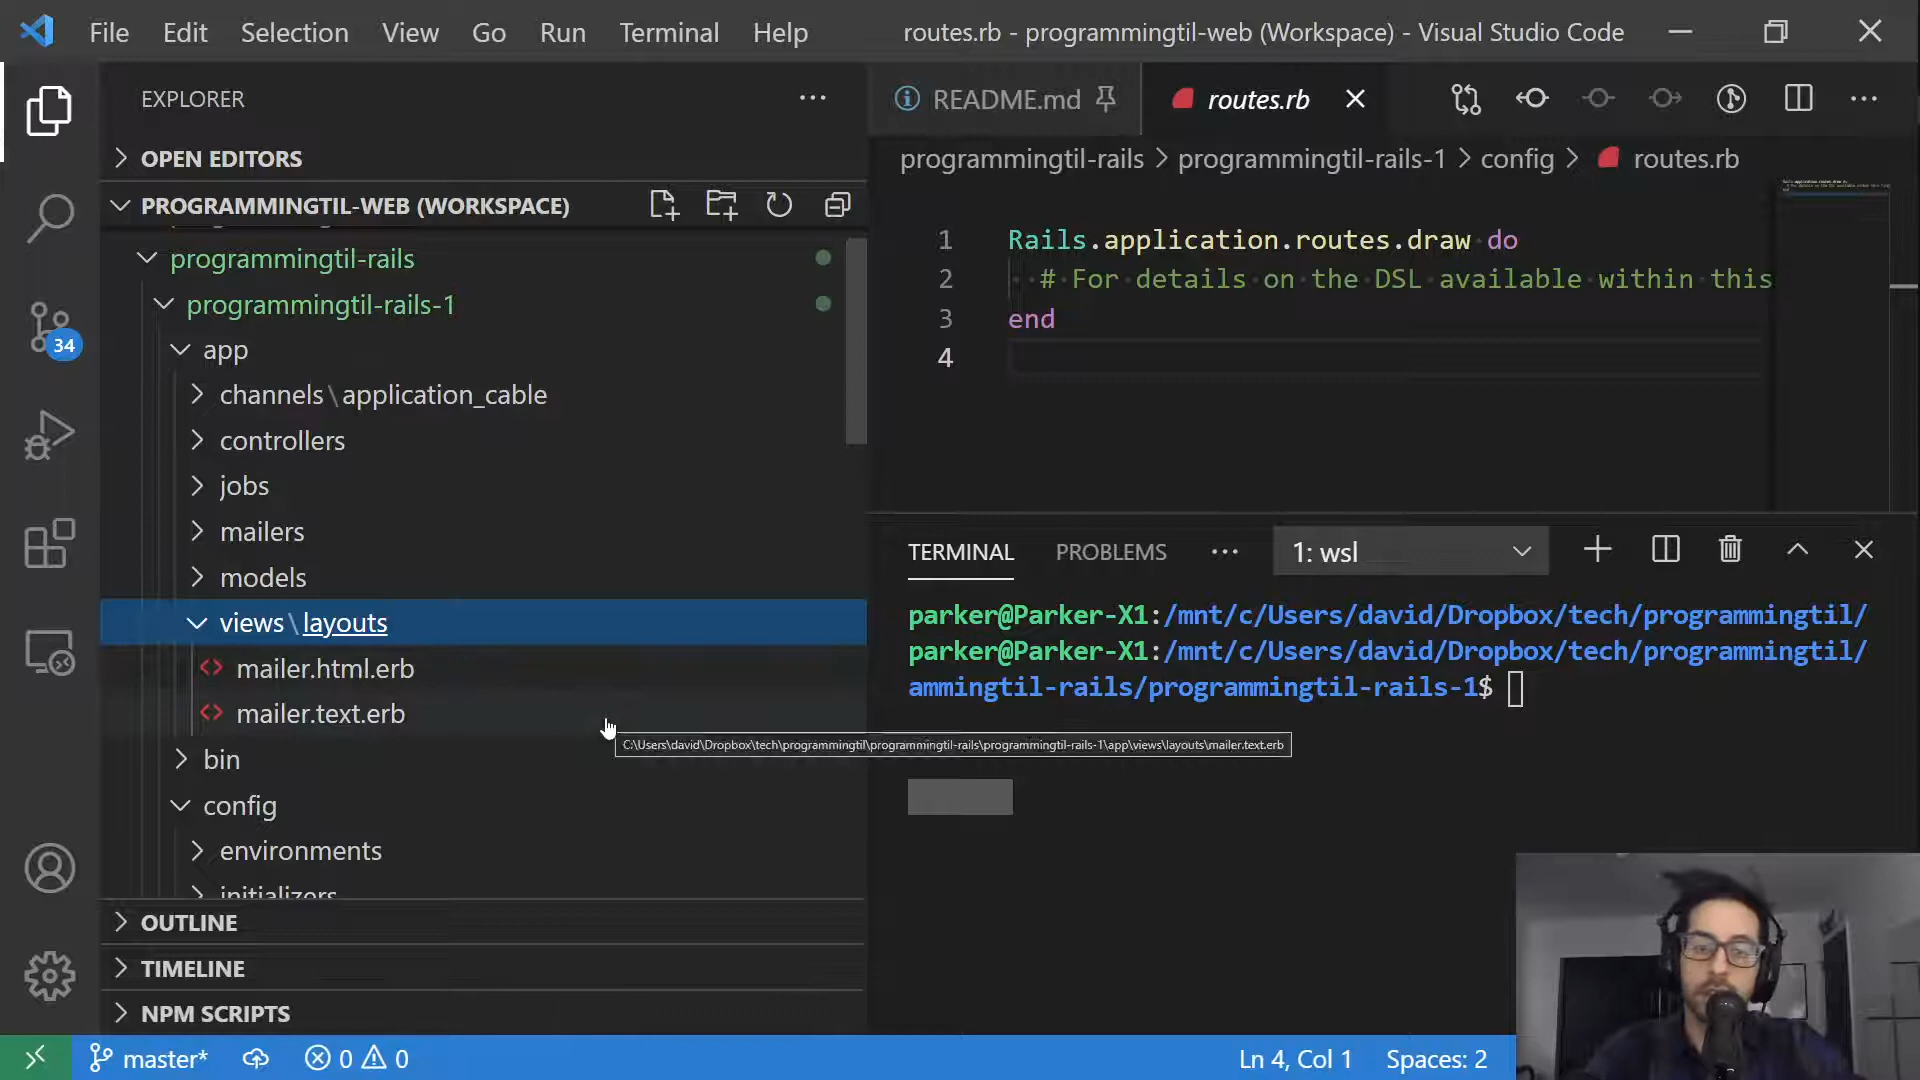 File Edit Selection View Go Run Terminal Help routes.rb - programmingtil-web (Workspace) - Visual Studio Code
EXPLORER
OPEN EDITORS
PROGRAMMINGTIL-WEB (WORKSPACE)
programmingtil-rails
programmingtil-rails-1
app
channels\application_cable
controllers
jobs
mailers
models
views\layouts
mailer.html.erb
mailer.text.erb
bin
config
environments
initializers
OUTLINE
TIMELINE
NPM SCRIPTS
34
README.md routes.rb
programmingtil-rails > programmingtil-rails-1 > config > routes.rb
1 Rails.application.routes.draw do
2 # For details on the DSL available within this
3 end
4
TERMINAL PROBLEMS 1: wsl
parker@Parker-X1:/mnt/c/Users/david/Dropbox/tech/programmingtil/
parker@Parker-X1:/mnt/c/Users/david/Dropbox/tech/programmingtil/
ammingtil-rails/programmingtil-rails-1$
C:\Users\david\Dropbox\tech\programmingtil\programmingtil-rails\programmingtil-rails-1\app\views\layouts\mailer.text.erb
master* 0 0 Ln 4, Col 1 Spaces: 2